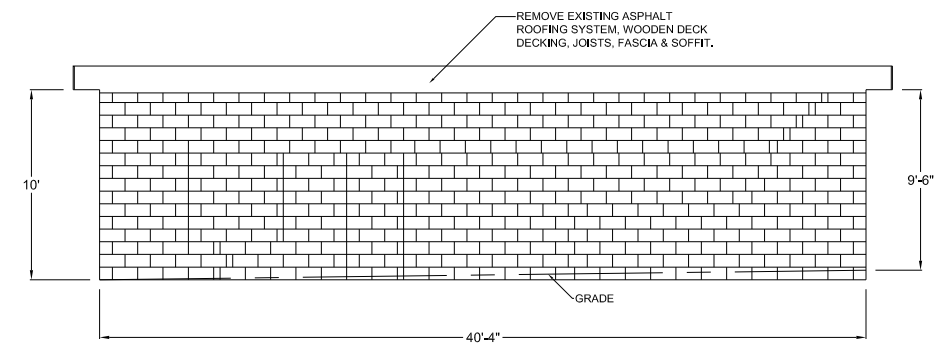 REMOVE EXISTING ASPHALT
ROOFING SYSTEM, WOODEN DECK
DECKING, JOISTS, FASCIA & SOFFIT.
10'
9'-6"
GRADE
40'-4"